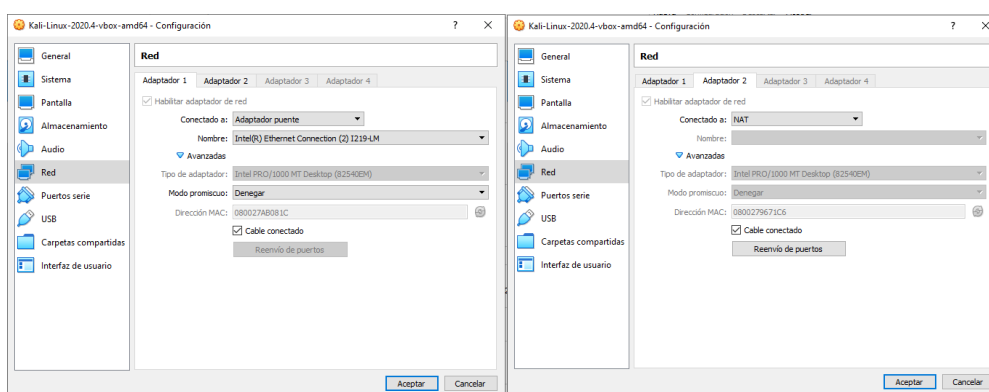 Kali-Linux-2020.4-vbox-amd64 - Configuración
General
Sistema
Pantalla
Almacenamiento
Audio
Red
Puertos serie
USB
Carpetas compartidas
Interfaz de usuario
Red
Adaptador 1 Adaptador 2 Adaptador 3 Adaptador 4
Habilitar adaptador de red
Conectado a: Adaptador puente
Nombre: Intel(R) Ethernet Connection (2) I219-LM
Avanzadas
Tipo de adaptador: Intel PRO/1000 MT Desktop (82540EM)
Modo promiscuo: Denegar
Dirección MAC: 080027AB081C
Cable conectado
Reenvío de puertos
Aceptar Cancelar
Kali-Linux-2020.4-vbox-amd64 - Configuración
General
Sistema
Pantalla
Almacenamiento
Audio
Red
Puertos serie
USB
Carpetas compartidas
Interfaz de usuario
Red
Adaptador 1 Adaptador 2 Adaptador 3 Adaptador 4
Habilitar adaptador de red
Conectado a: NAT
Nombre:
Avanzadas
Tipo de adaptador: Intel PRO/1000 MT Desktop (82540EM)
Modo promiscuo: Denegar
Dirección MAC: 0800279671C6
Cable conectado
Reenvío de puertos
Aceptar Cancelar